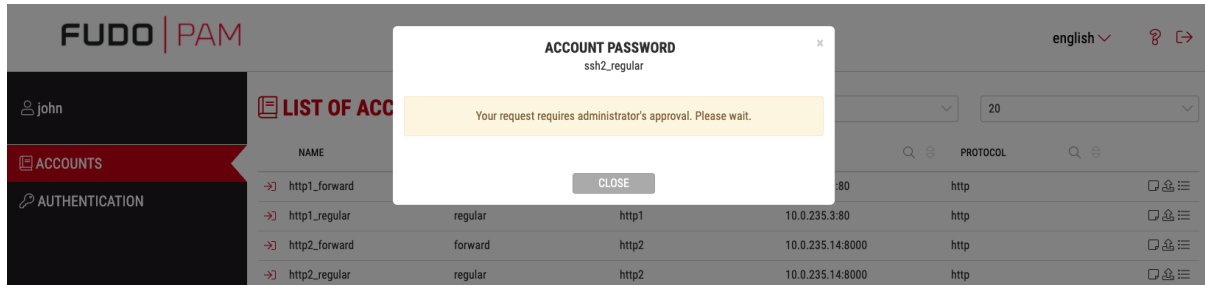 FUDO PAM
english
john
ACCOUNTS
AUTHENTICATION
LIST OF ACC
20
NAME
PROTOCOL
http1_forward :80 http
http1_regular regular http1 10.0.235.3:80 http
http2_forward forward http2 10.0.235.14:8000 http
http2_regular regular http2 10.0.235.14:8000 http
ACCOUNT PASSWORD
×
ssh2_regular
Your request requires administrator's approval. Please wait.
CLOSE